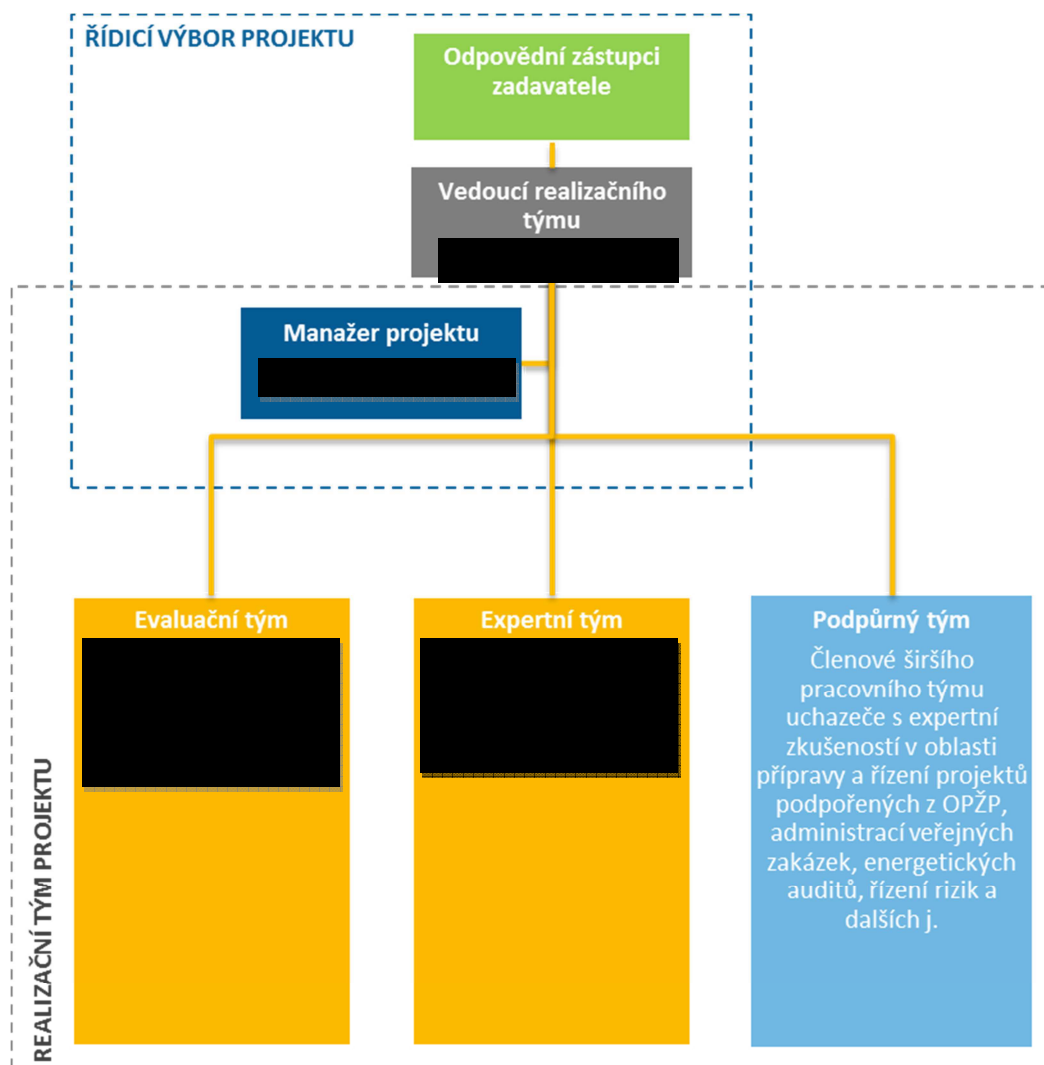 ŘÍDICÍ VÝBOR PROJEKTU
Odpovědní zástupci
zadavatele
Vedoucí realizačního
týmu
Manažer projektu
Evaluační tým
Expertní tým
Podpůrný tým
Členové širšího
pracovního týmu
uchazeče s expertní
zkušeností v oblasti
přípravy a řízení projektů
podpořených z OPŽP,
administrací veřejných
zakázek, energetických
auditů, řízení rizik a
dalších j.
REALIZAČNÍ TÝM PROJEKTU